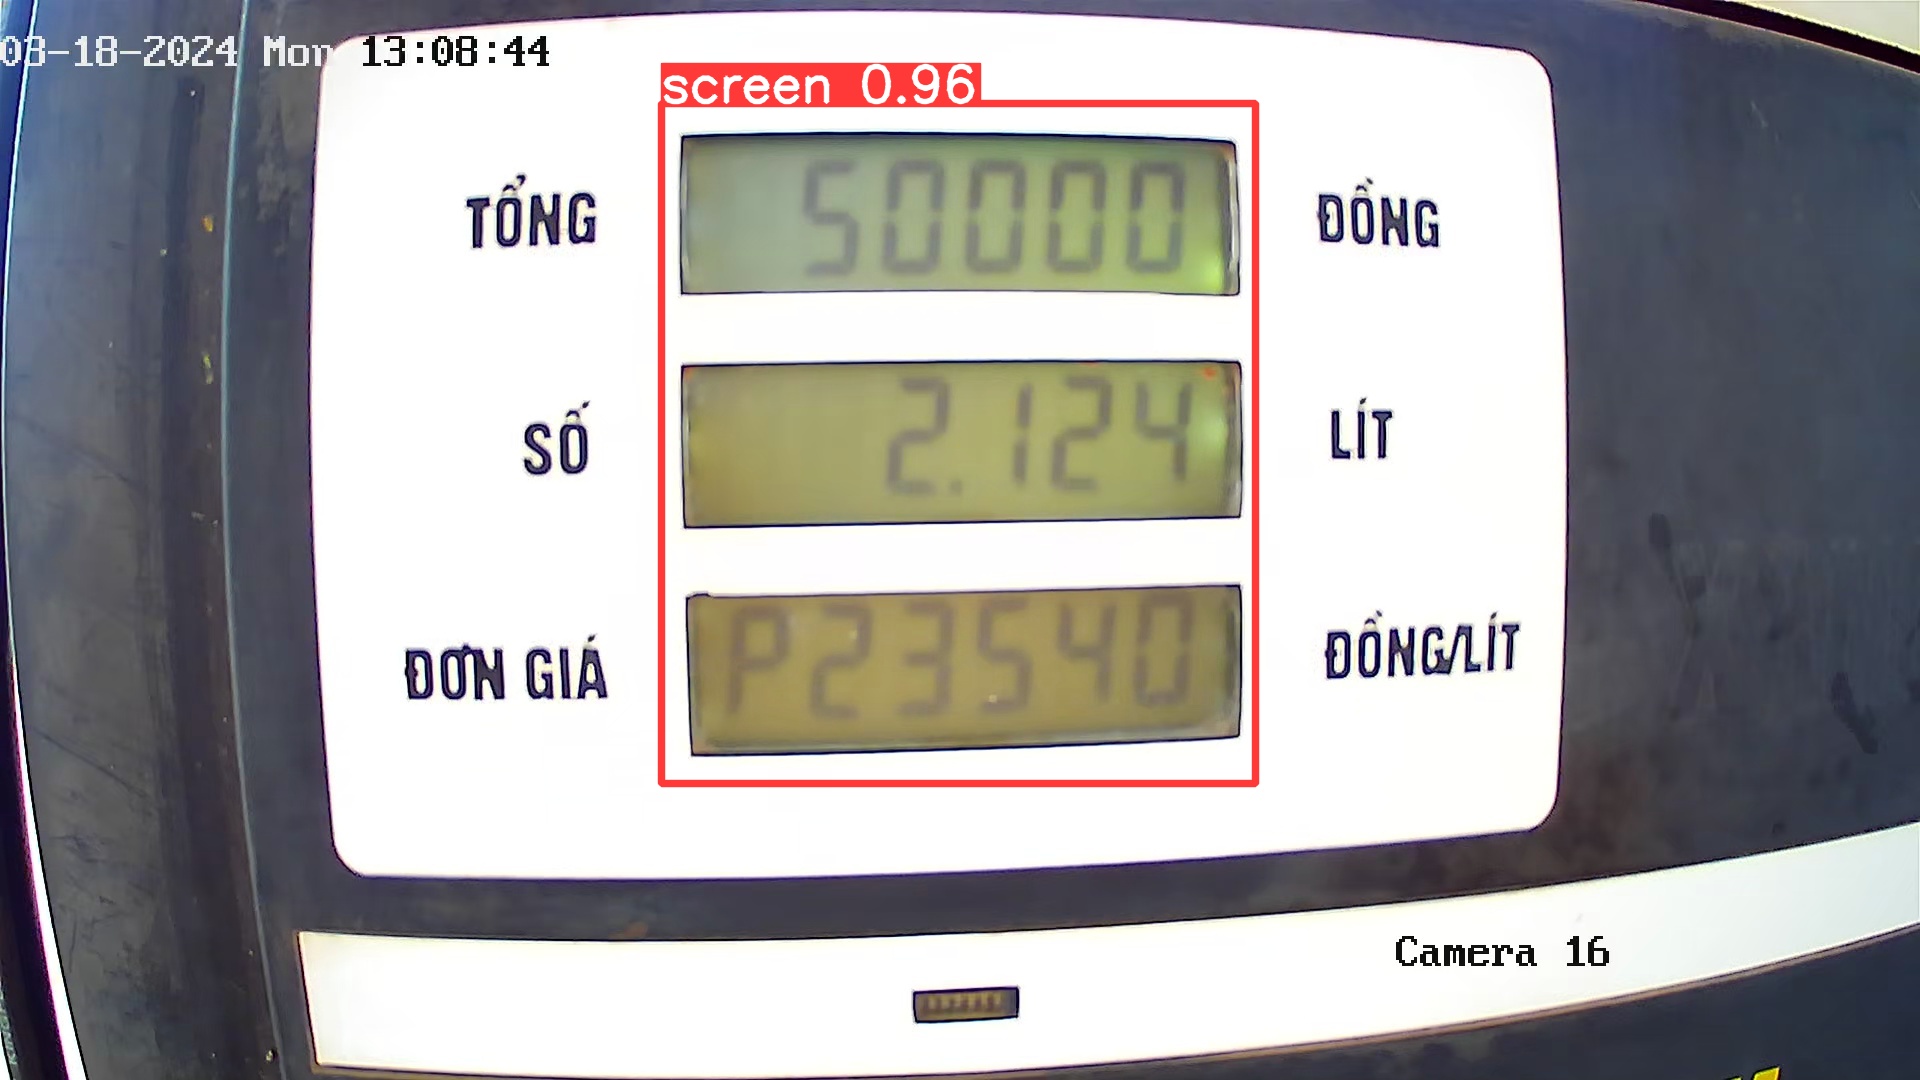 03-18-2024 Mon 13:08:44
screen 0.96
TỔNG 50000 ĐỒNG
SỐ 2.124 LÍT
ĐƠN GIÁ P23540 ĐỒNG/LÍT
Camera 16